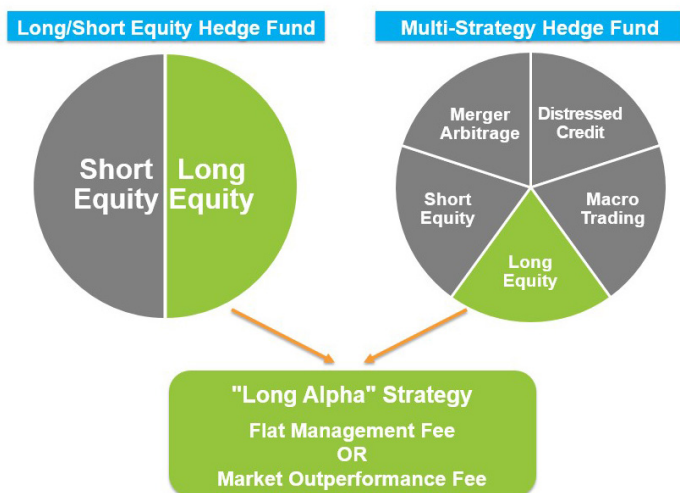 Long/Short Equity Hedge Fund
Multi-Strategy Hedge Fund
Short
Equity
Long
Equity
Merger
Arbitrage
Distressed
Credit
Short
Equity
Macro
Trading
Long
Equity
"Long Alpha" Strategy
Flat Management Fee
OR
Market Outperformance Fee